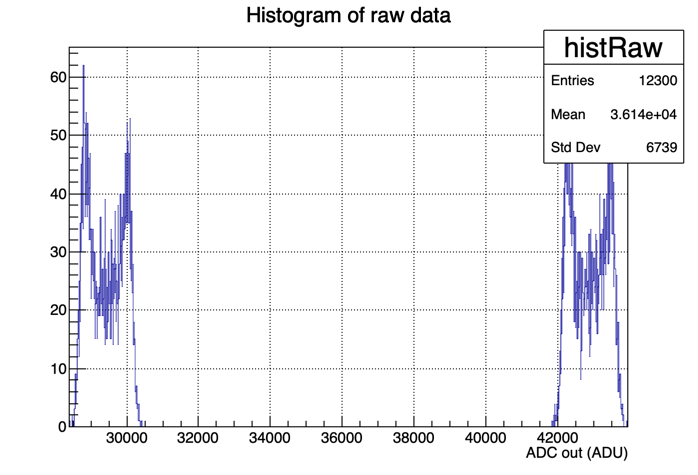 Histogram of raw data
histRaw
Entries 12300
Mean 3.614e+04
Std Dev 6739
60
50
40
30
20
10
0
30000 32000 34000 36000 38000 40000 42000
ADC out (ADU)